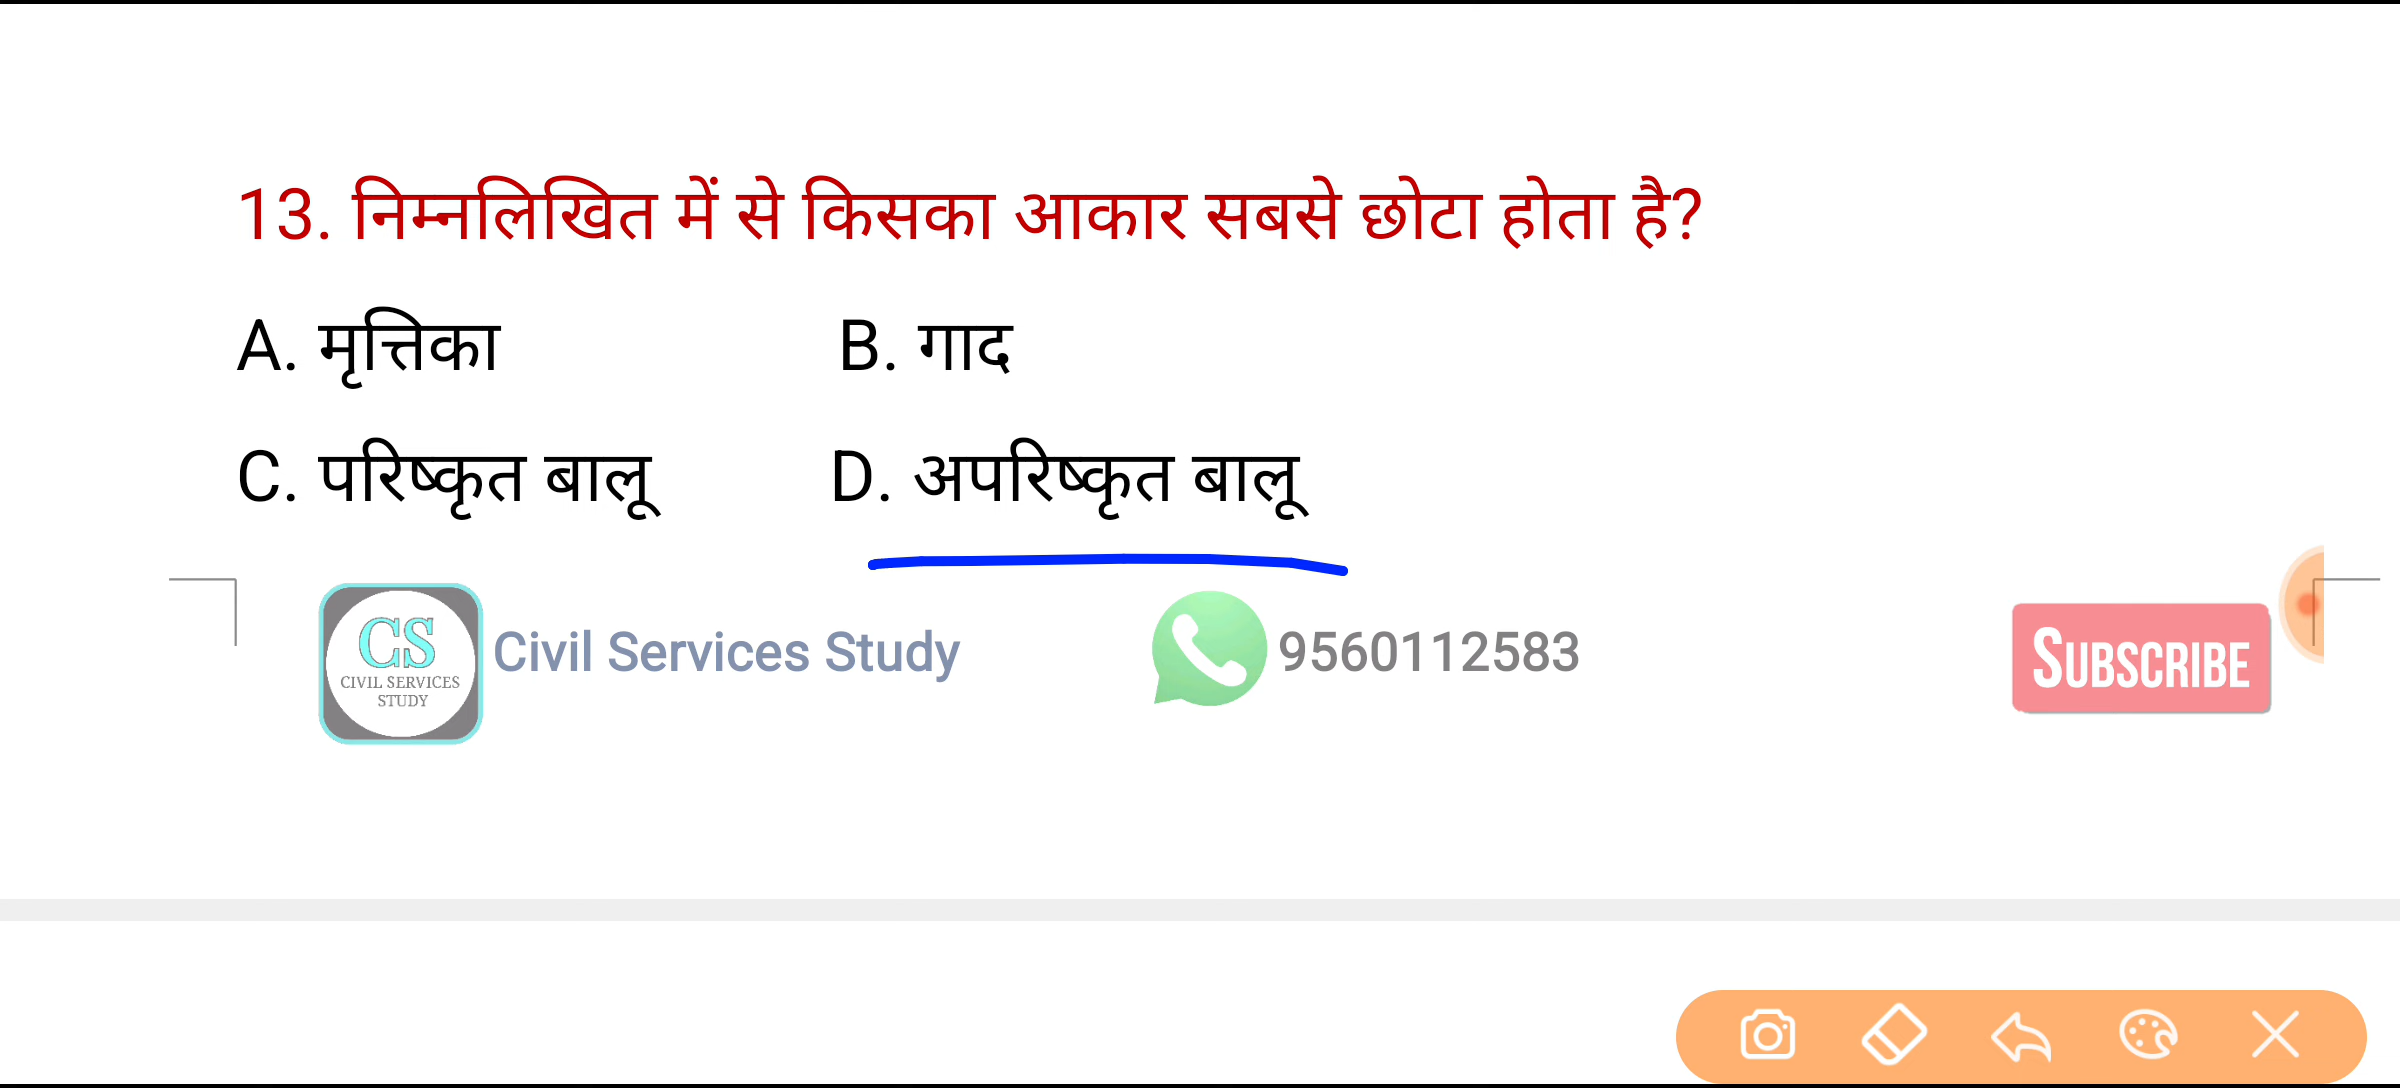 13. निम्नलिखित में से किसका आकार सबसे छोटा होता है?
A. मृत्तिका B. गाद
C. परिष्कृत बालू D. अपरिष्कृत बालू
CS
CIVIL SERVICES
STUDY
Civil Services Study 9560112583 SUBSCRIBE